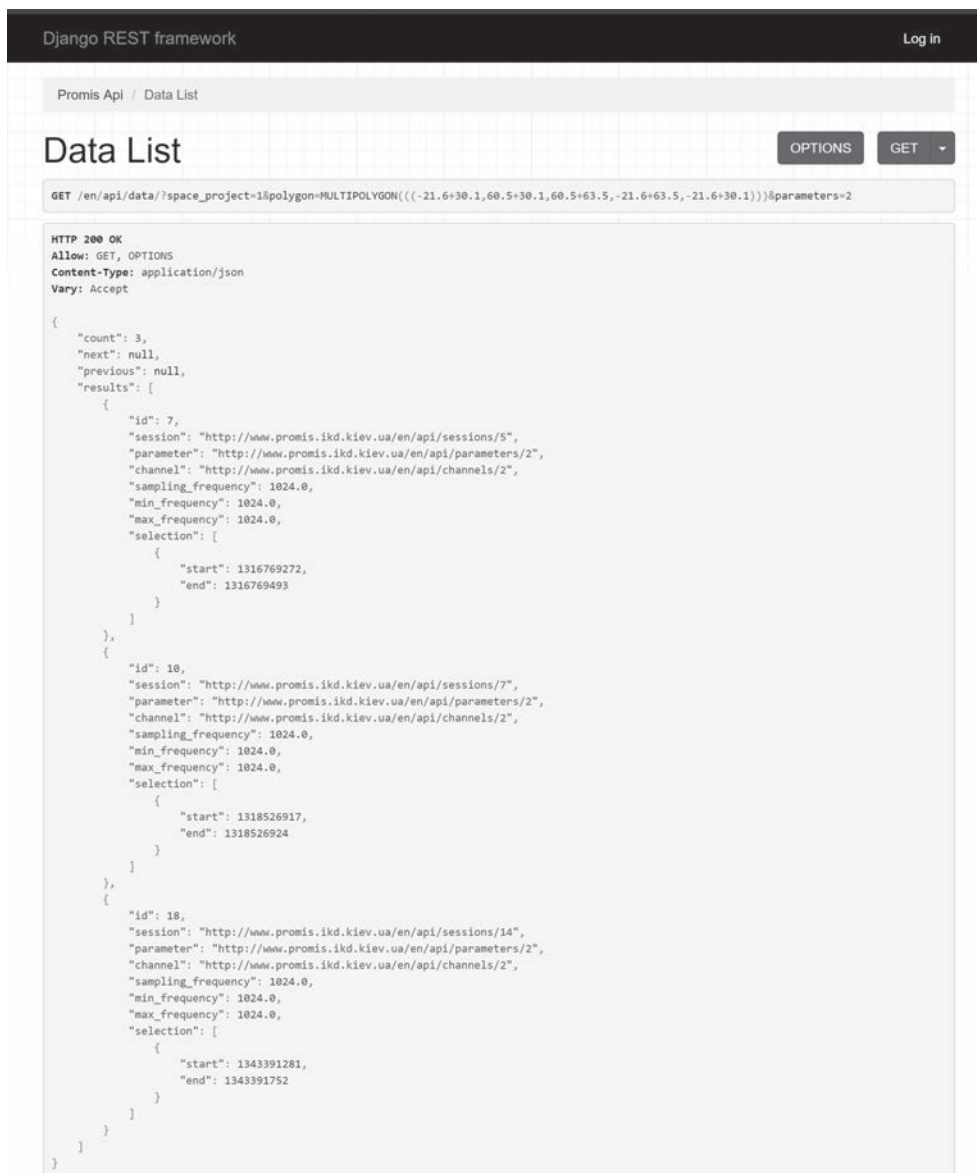 Django REST framework
Log in
Promis Api / Data List
Data List
OPTIONS
GET
GET /en/api/data/?space_project=1&polygon=MULTIPOLYGON(((-21.6+30.1,60.5+30.1,60.5+63.5,-21.6+63.5,-21.6+30.1)))&parameters=2
HTTP 200 OK
Allow: GET, OPTIONS
Content-Type: application/json
Vary: Accept
{
"count": 3,
"next": null,
"previous": null,
"results": [
{
"id": 7,
"session": "http://www.promis.ikd.kiev.ua/en/api/sessions/5",
"parameter": "http://www.promis.ikd.kiev.ua/en/api/parameters/2",
"channel": "http://www.promis.ikd.kiev.ua/en/api/channels/2",
"sampling_frequency": 1024.0,
"min_frequency": 1024.0,
"max_frequency": 1024.0,
"selection": [
{
"start": 1316769272,
"end": 1316769493
}
]
},
{
"id": 10,
"session": "http://www.promis.ikd.kiev.ua/en/api/sessions/7",
"parameter": "http://www.promis.ikd.kiev.ua/en/api/parameters/2",
"channel": "http://www.promis.ikd.kiev.ua/en/api/channels/2",
"sampling_frequency": 1024.0,
"min_frequency": 1024.0,
"max_frequency": 1024.0,
"selection": [
{
"start": 1318526917,
"end": 1318526924
}
]
},
{
"id": 18,
"session": "http://www.promis.ikd.kiev.ua/en/api/sessions/14",
"parameter": "http://www.promis.ikd.kiev.ua/en/api/parameters/2",
"channel": "http://www.promis.ikd.kiev.ua/en/api/channels/2",
"sampling_frequency": 1024.0,
"min_frequency": 1024.0,
"max_frequency": 1024.0,
"selection": [
{
"start": 1343391281,
"end": 1343391752
}
]
}
]
}